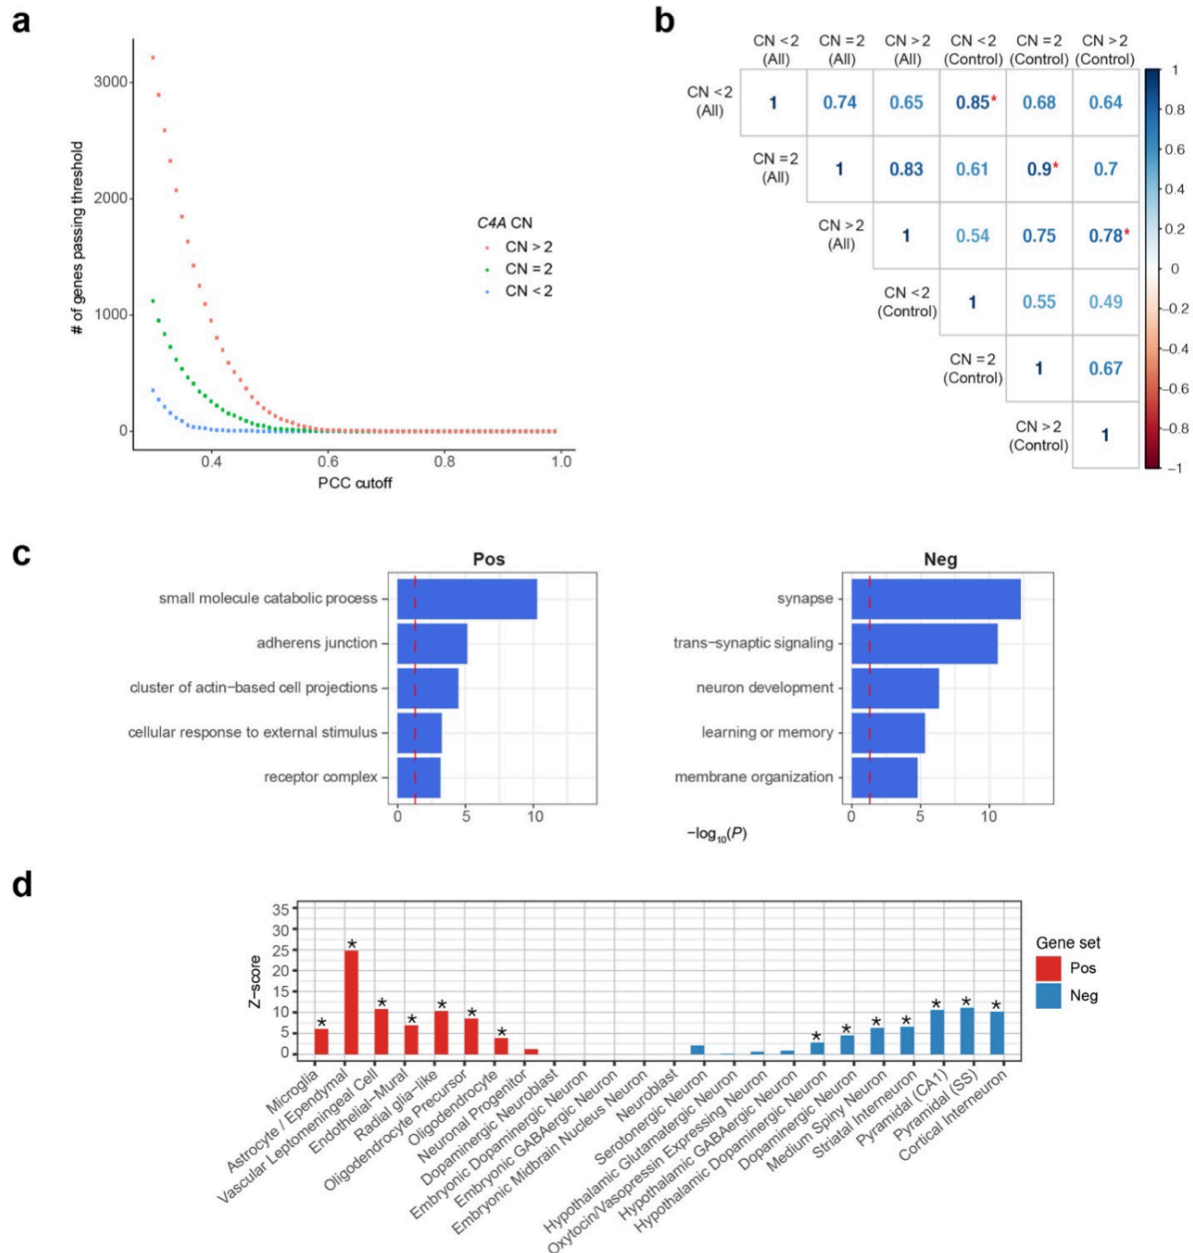 a
# of genes passing threshold
3000
2000
1000
0
0.4 0.6 0.8 1.0
PCC cutoff
C4A CN
CN > 2
CN = 2
CN < 2
b
CN < 2 (All)
CN = 2 (All)
CN > 2 (All)
CN < 2 (Control)
CN = 2 (Control)
CN > 2 (Control)
CN < 2 (All)
1 0.74 0.65 0.85* 0.68 0.64
CN = 2 (All)
1 0.83 0.61 0.9* 0.7
CN > 2 (All)
1 0.54 0.75 0.78*
CN < 2 (Control)
1 0.55 0.49
CN = 2 (Control)
1 0.67
CN > 2 (Control)
1
1
0.8
0.6
0.4
0.2
0
−0.2
−0.4
−0.6
−0.8
−1
c
Pos
small molecule catabolic process
adherens junction
cluster of actin−based cell projections
cellular response to external stimulus
receptor complex
0 5 10
Neg
synapse
trans−synaptic signaling
neuron development
learning or memory
membrane organization
0 5 10
−log10(P)
d
Z−score
35
30
25
20
15
10
5
0
* * * * * * * * * * * * * *
Microglia
Astrocyte / Ependymal
Vascular Leptomeningeal Cell
Endothelial−Mural
Radial glia−like
Oligodendrocyte Precursor
Oligodendrocyte
Neuronal Progenitor
Dopaminergic Neuroblast
Embryonic Dopaminergic Neuron
Embryonic GABAergic Neuron
Embryonic Midbrain Nucleus Neuron
Neuroblast
Serotonergic Neuron
Hypothalamic Glutamatergic Neuron
Oxytocin/Vasopressin Expressing Neuron
Hypothalamic GABAergic Neuron
Hypothalamic Dopaminergic Neuron
Dopaminergic Neuron
Medium Spiny Neuron
Striatal Interneuron
Pyramidal (CA1)
Pyramidal (SS)
Cortical Interneuron
Gene set
Pos
Neg